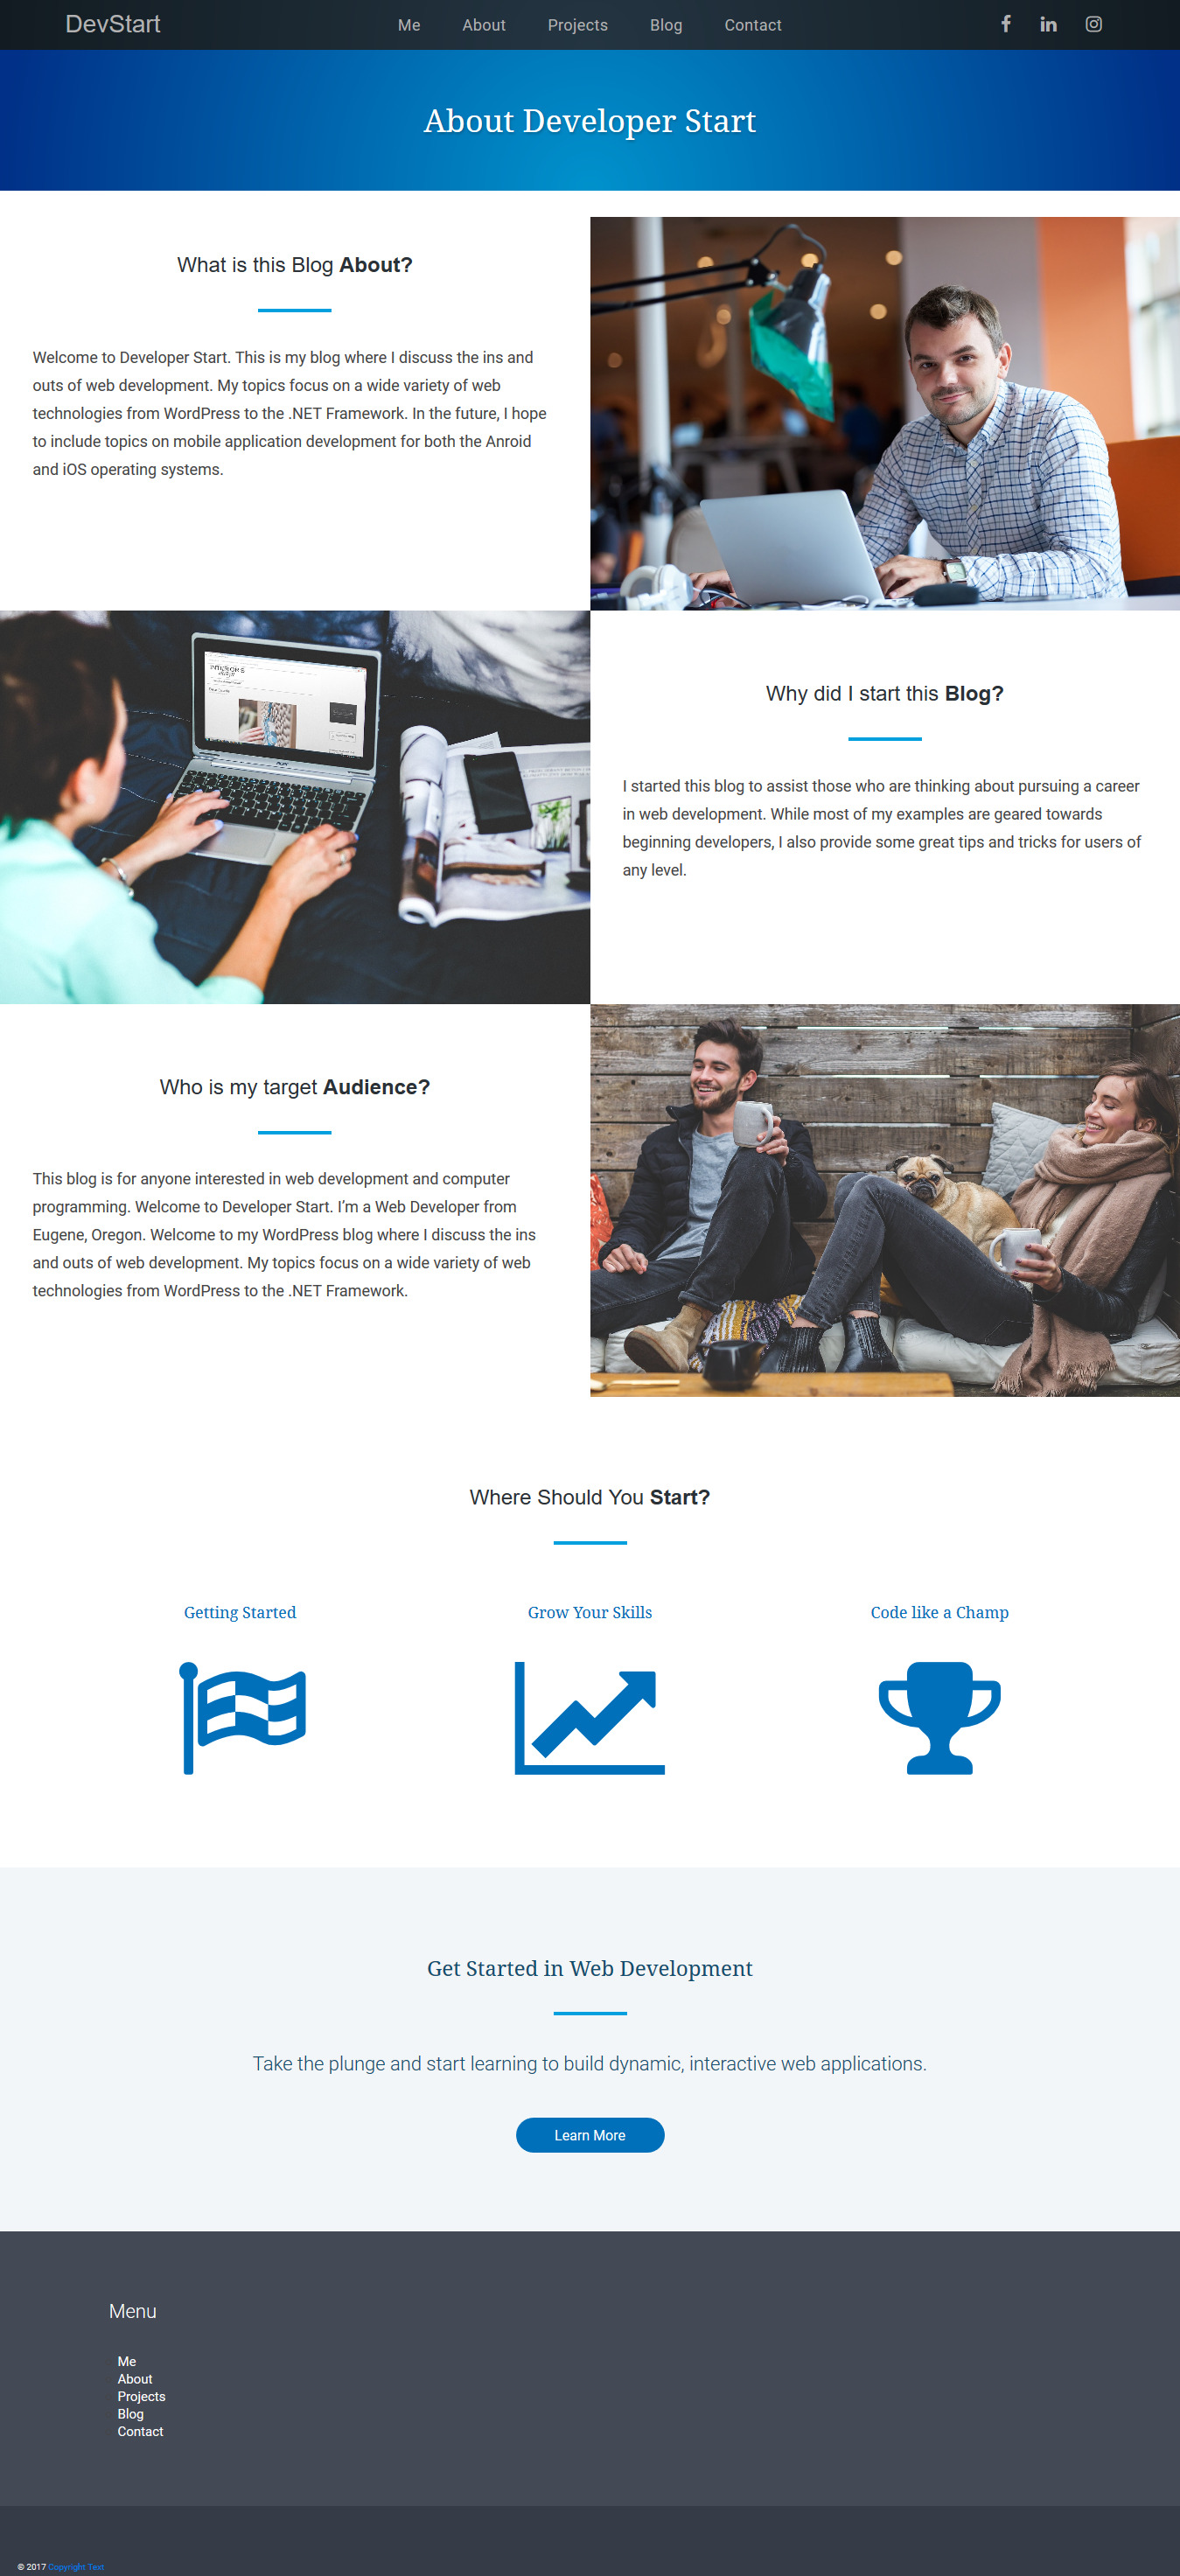 DevStart
Me About Projects Blog Contact
About Developer Start
What is this Blog About?
Welcome to Developer Start. This is my blog where I discuss the ins and
outs of web development. My topics focus on a wide variety of web
technologies from WordPress to the .NET Framework. In the future, I hope
to include topics on mobile application development for both the Anroid
and iOS operating systems.
Why did I start this Blog?
I started this blog to assist those who are thinking about pursuing a career
in web development. While most of my examples are geared towards
beginning developers, I also provide some great tips and tricks for users of
any level.
Who is my target Audience?
This blog is for anyone interested in web development and computer
programming. Welcome to Developer Start. I’m a Web Developer from
Eugene, Oregon. Welcome to my WordPress blog where I discuss the ins
and outs of web development. My topics focus on a wide variety of web
technologies from WordPress to the .NET Framework.
Where Should You Start?
Getting Started
Grow Your Skills
Code like a Champ
Get Started in Web Development
Take the plunge and start learning to build dynamic, interactive web applications.
Learn More
Menu
Me
About
Projects
Blog
Contact
© 2017 Copyright Text